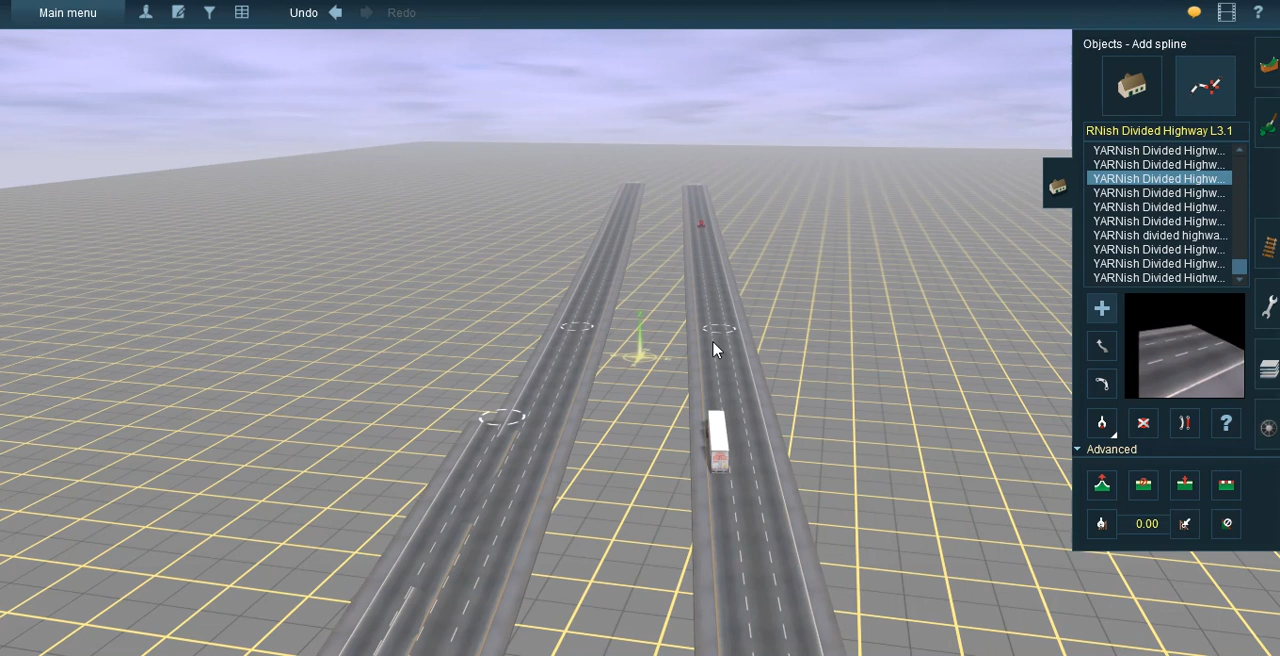 Main menu
Undo
Redo
?
Objects - Add spline
RNish Divided Highway L3.1
YARNish Divided Highw...
YARNish Divided Highw...
YARNish Divided Highw...
YARNish Divided Highw...
YARNish Divided Highw...
YARNish Divided Highw...
YARNish divided highwa...
YARNish Divided Highw...
YARNish Divided Highw...
YARNish Divided Highw...
?
Advanced
0.00
Z